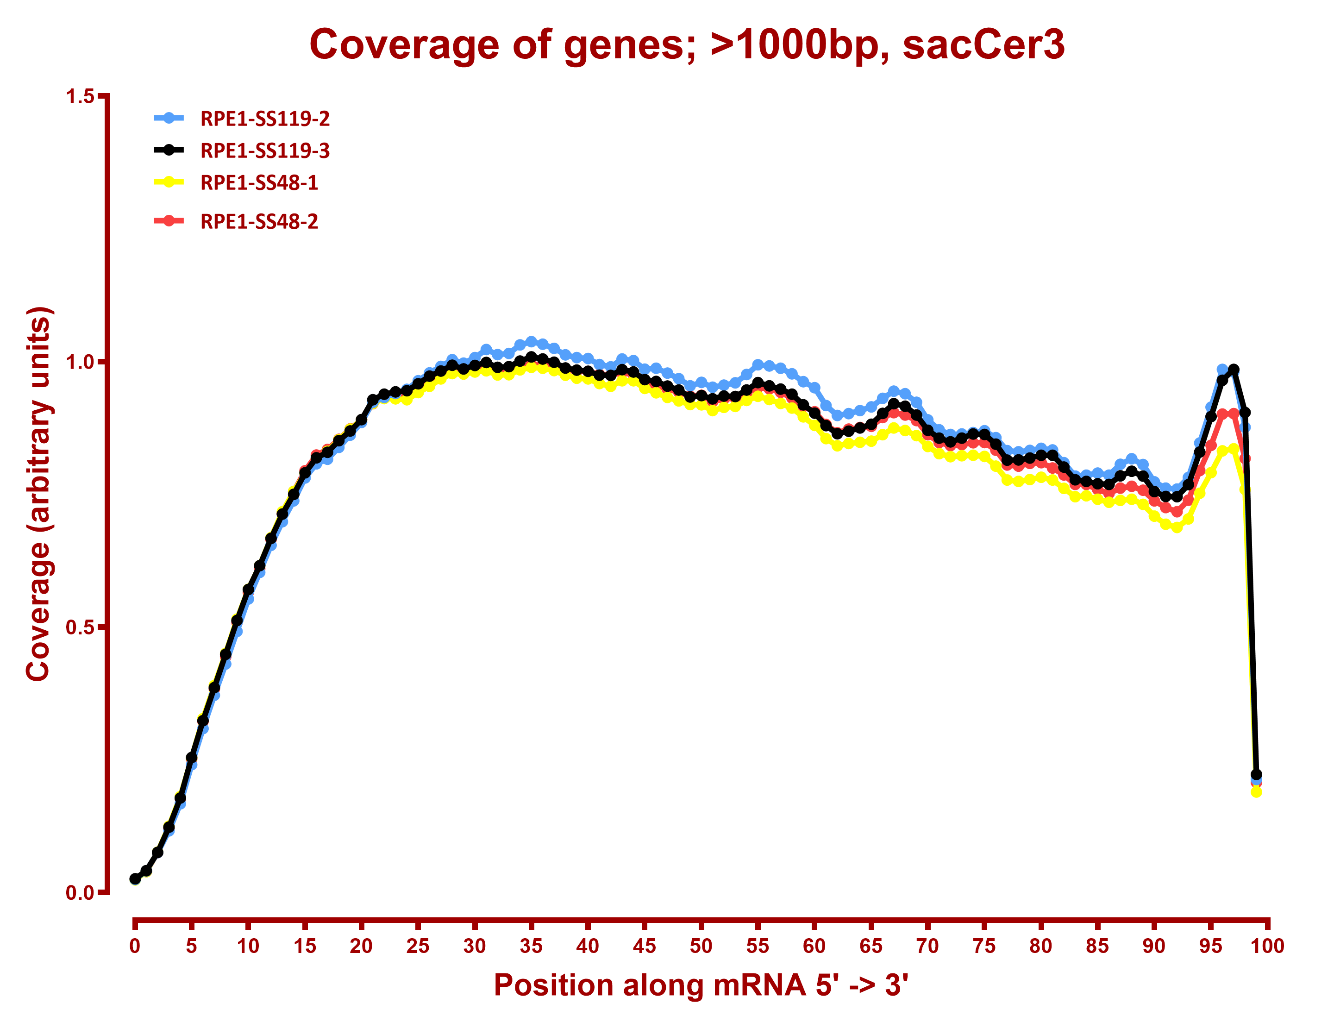 Coverage of genes; >1000bp, sacCer3
1.5
1.0
0.5
0.0
Coverage (arbitrary units)
RPE1-SS119-2
RPE1-SS119-3
RPE1-SS48-1
RPE1-SS48-2
0 5 10 15 20 25 30 35 40 45 50 55 60 65 70 75 80 85 90 95 100
Position along mRNA 5' -> 3'